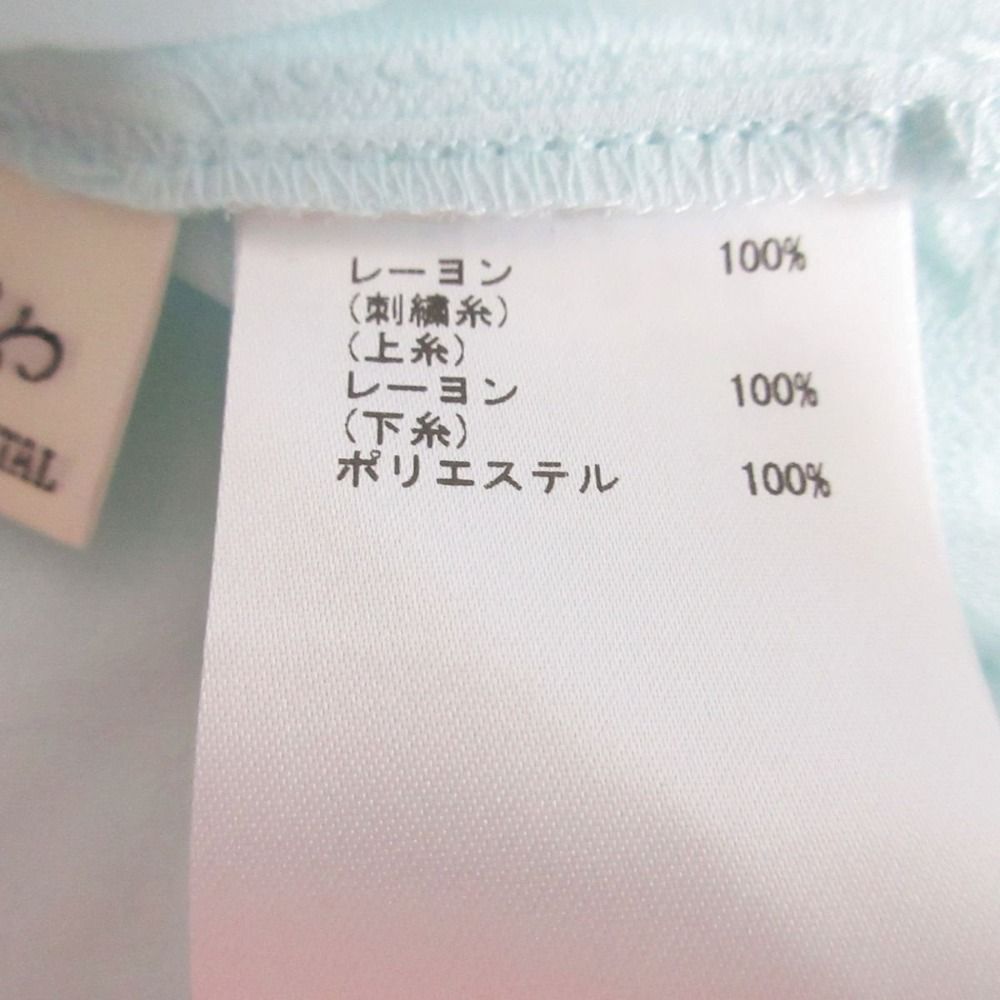 レーヨン 100%
(刺繍糸)
(上糸)
レーヨン 100%
(下糸)
ポリエステル 100%